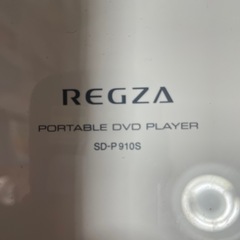 REGZA
PORTABLE DVD PLAYER
SD-P910S